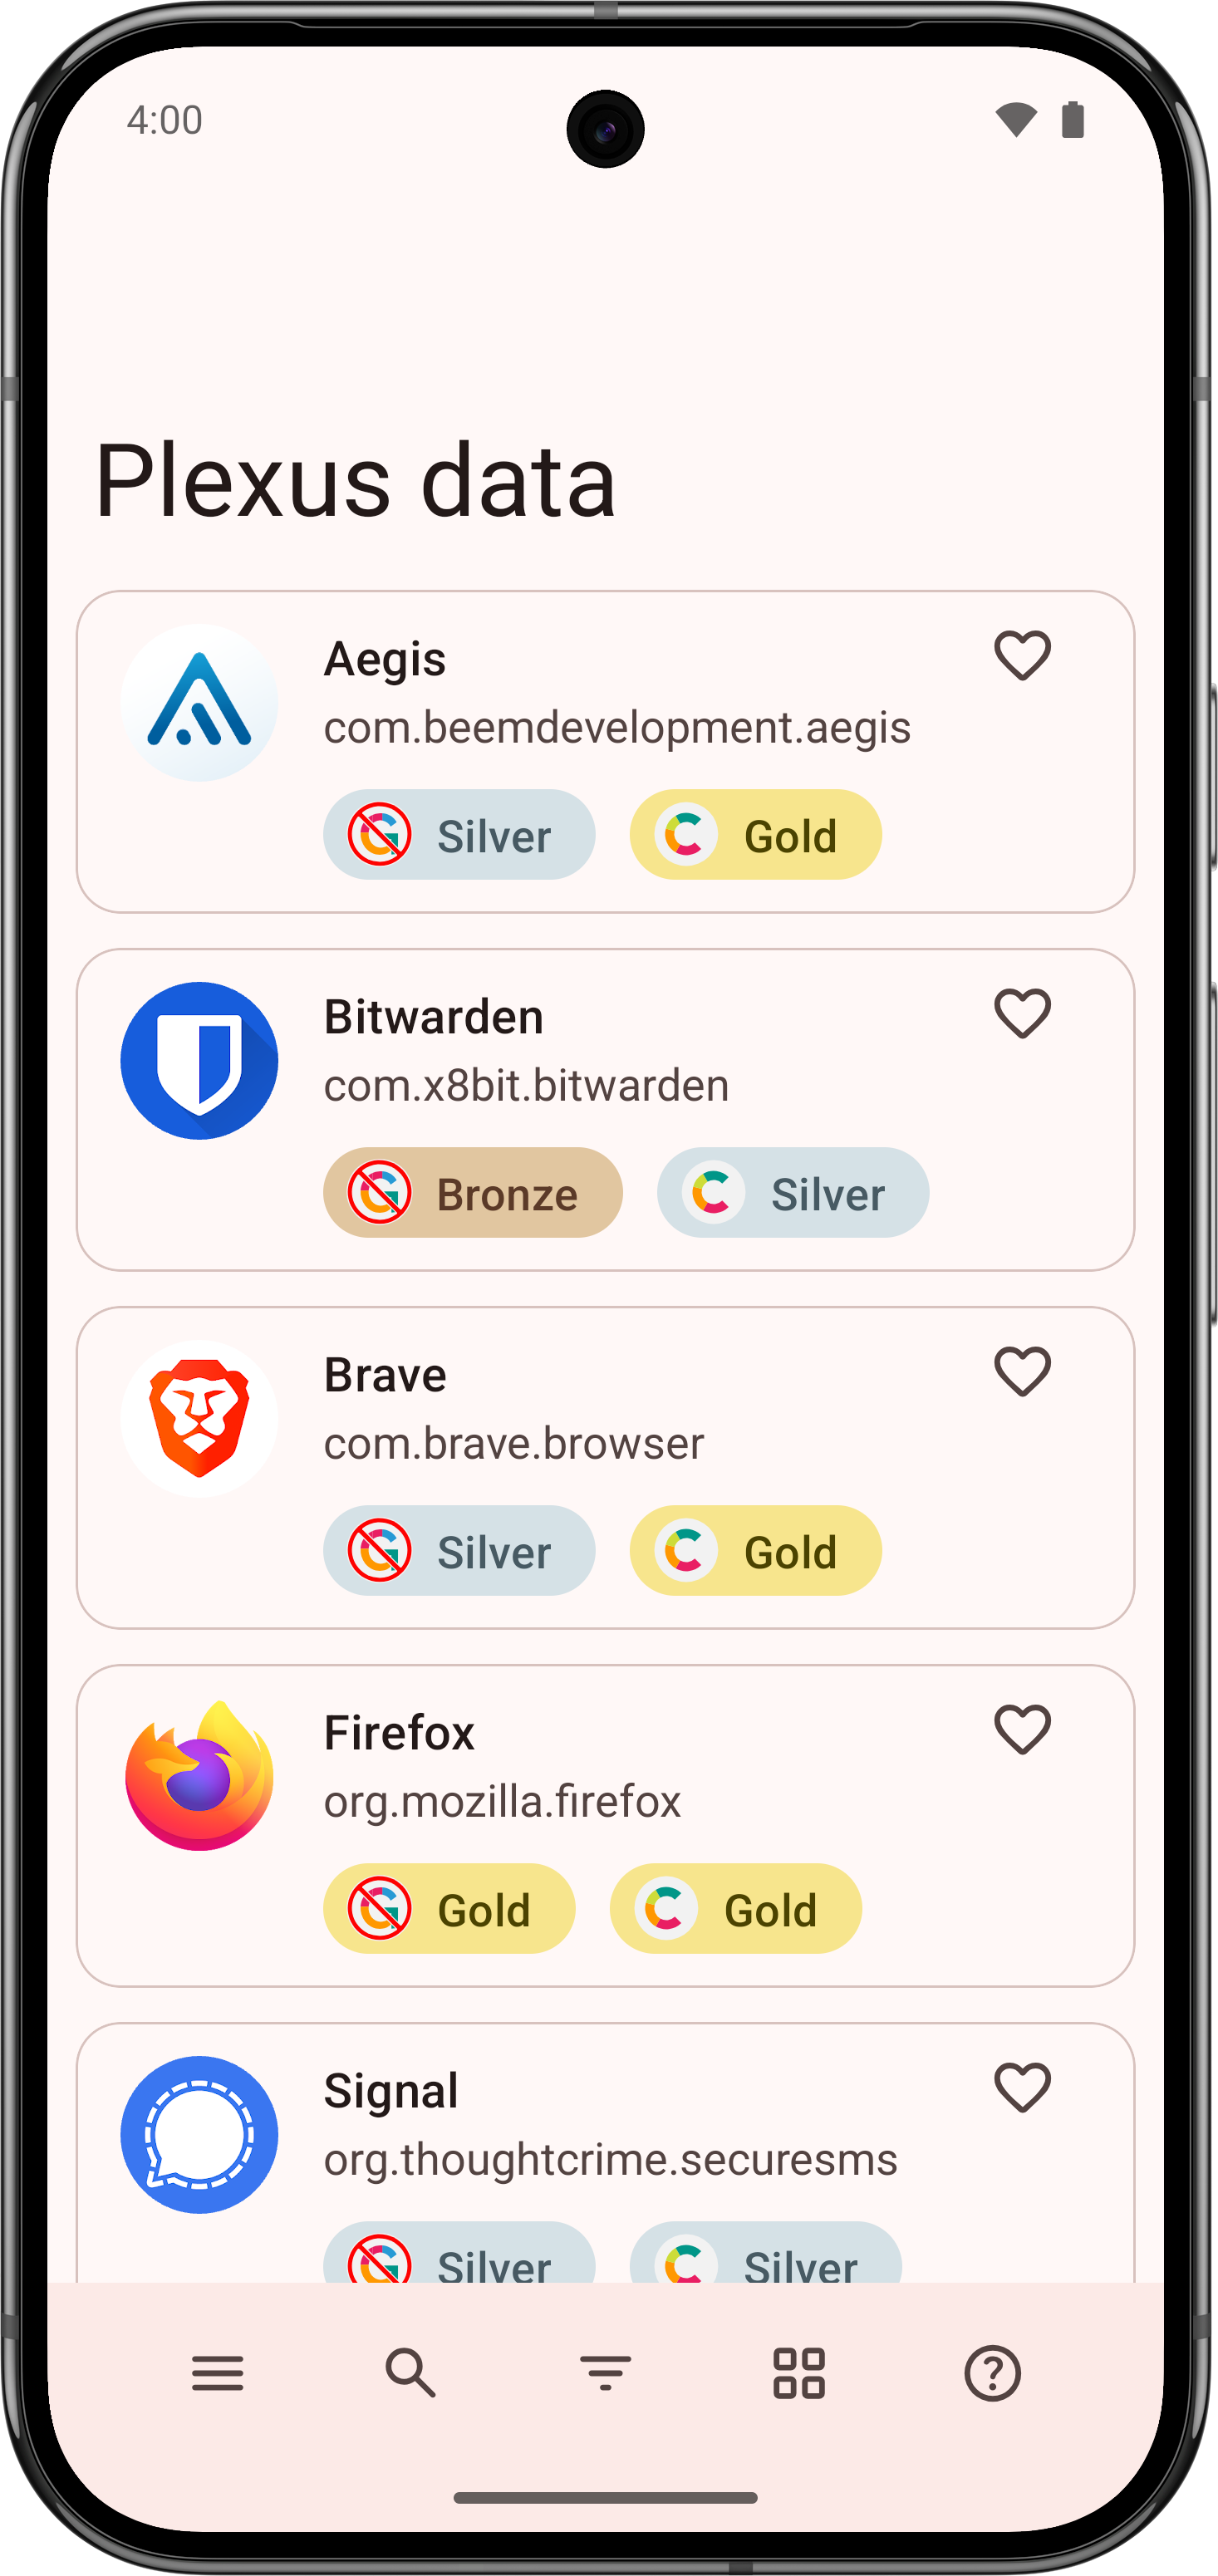 4:00
Plexus data
Aegis
com.beemdevelopment.aegis
Silver Gold
Bitwarden
com.x8bit.bitwarden
Bronze Silver
Brave
com.brave.browser
Silver Gold
Firefox
org.mozilla.firefox
Gold Gold
Signal
org.thoughtcrime.securesms
Silver Silver